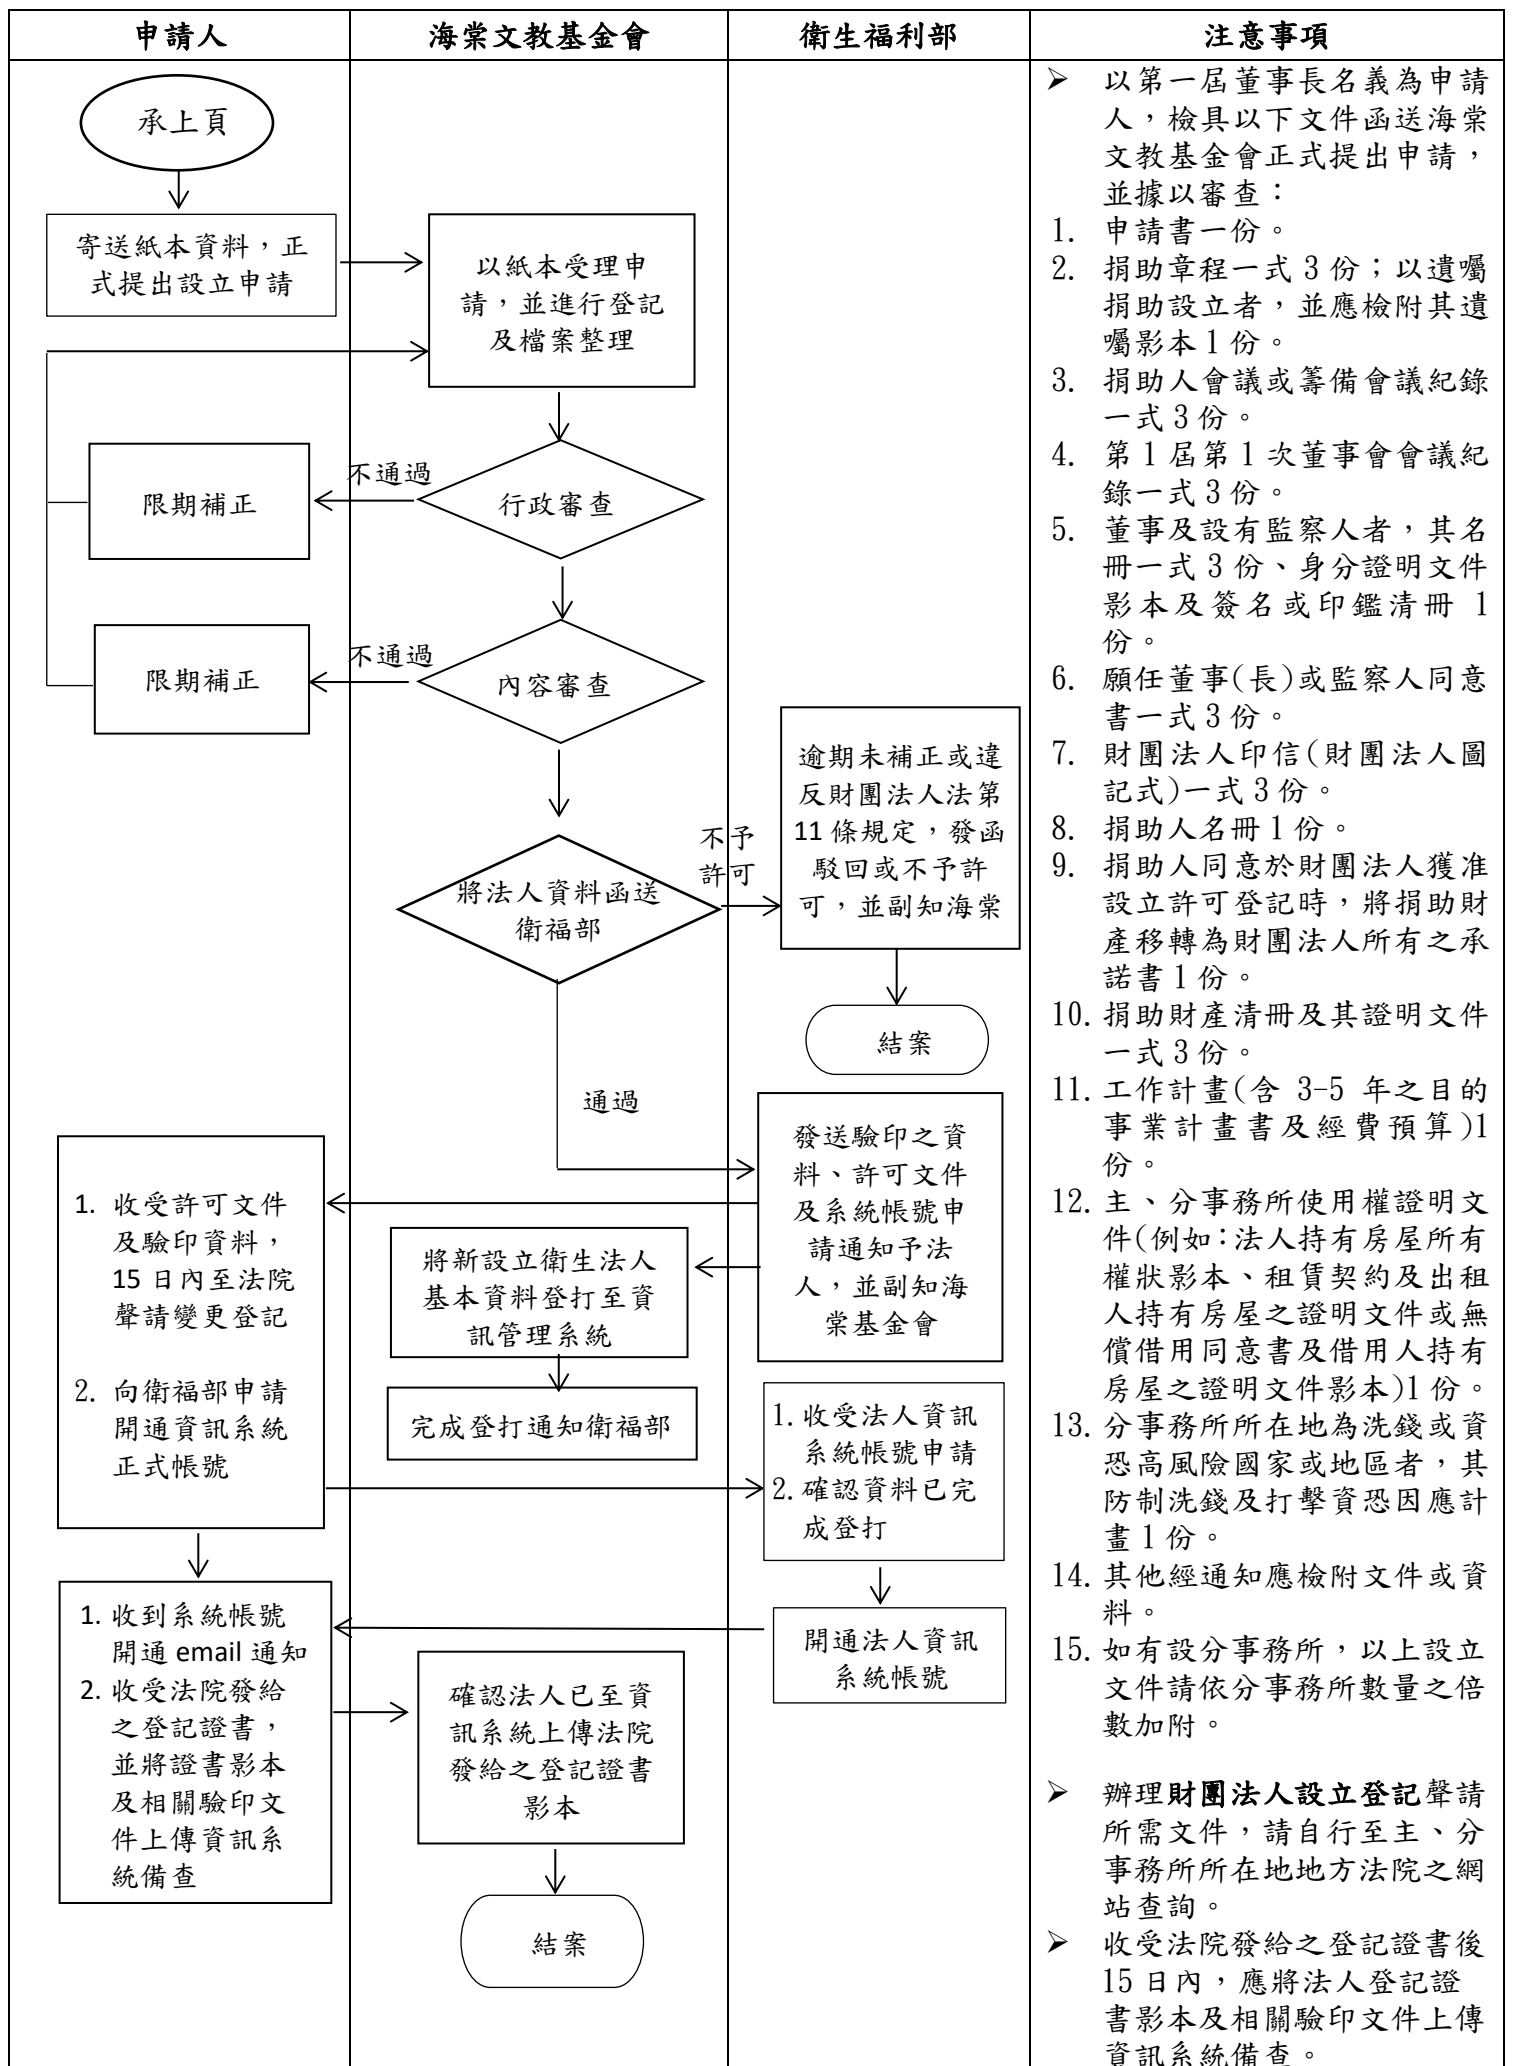 申請人
海棠文教基金會
衛生福利部
注意事項
承上頁
寄送紙本資料，正
式提出設立申請
以紙本受理申
請，並進行登記
及檔案整理
不通過
限期補正
行政審查
不通過
限期補正
內容審查
逾期未補正或違
反財團法人法第
11 條規定，發函
駁回或不予許
可，並副知海棠
不予
許可
將法人資料函送
衛福部
結案
通過
發送驗印之資
料、許可文件
及系統帳號申
請通知予法
人，並副知海
棠基金會
1. 收受許可文件
及驗印資料，
15 日內至法院
聲請變更登記
2. 向衛福部申請
開通資訊系統
正式帳號
將新設立衛生法人
基本資料登打至資
訊管理系統
完成登打通知衛福部
1. 收受法人資訊
系統帳號申請
2. 確認資料已完
成登打
1. 收到系統帳號
開通 email 通知
2. 收受法院發給
之登記證書，
並將證書影本
及相關驗印文
件上傳資訊系
統備查
開通法人資訊
系統帳號
確認法人已至資
訊系統上傳法院
發給之登記證書
影本
結案
➢ 以第一屆董事長名義為申請
人，檢具以下文件函送海棠
文教基金會正式提出申請，
並據以審查：
1. 申請書一份。
2. 捐助章程一式 3 份；以遺囑
捐助設立者，並應檢附其遺
囑影本 1 份。
3. 捐助人會議或籌備會議紀錄
一式 3 份。
4. 第 1 屆第 1 次董事會會議紀
錄一式 3 份。
5. 董事及設有監察人者，其名
冊一式 3 份、身分證明文件
影本及簽名或印鑑清冊 1
份。
6. 願任董事(長)或監察人同意
書一式 3 份。
7. 財團法人印信(財團法人圖
記式)一式 3 份。
8. 捐助人名冊 1 份。
9. 捐助人同意於財團法人獲准
設立許可登記時，將捐助財
產移轉為財團法人所有之承
諾書 1 份。
10. 捐助財產清冊及其證明文件
一式 3 份。
11. 工作計畫(含 3-5 年之目的
事業計畫書及經費預算)1
份。
12. 主、分事務所使用權證明文
件(例如：法人持有房屋所有
權狀影本、租賃契約及出租
人持有房屋之證明文件或無
償借用同意書及借用人持有
房屋之證明文件影本)1 份。
13. 分事務所所在地為洗錢或資
恐高風險國家或地區者，其
防制洗錢及打擊資恐因應計
畫 1 份。
14. 其他經通知應檢附文件或資
料。
15. 如有設分事務所，以上設立
文件請依分事務所數量之倍
數加附。
➢ 辦理財團法人設立登記聲請
所需文件，請自行至主、分
事務所所在地地方法院之網
站查詢。
➢ 收受法院發給之登記證書後
15 日內，應將法人登記證
書影本及相關驗印文件上傳
資訊系統備查。